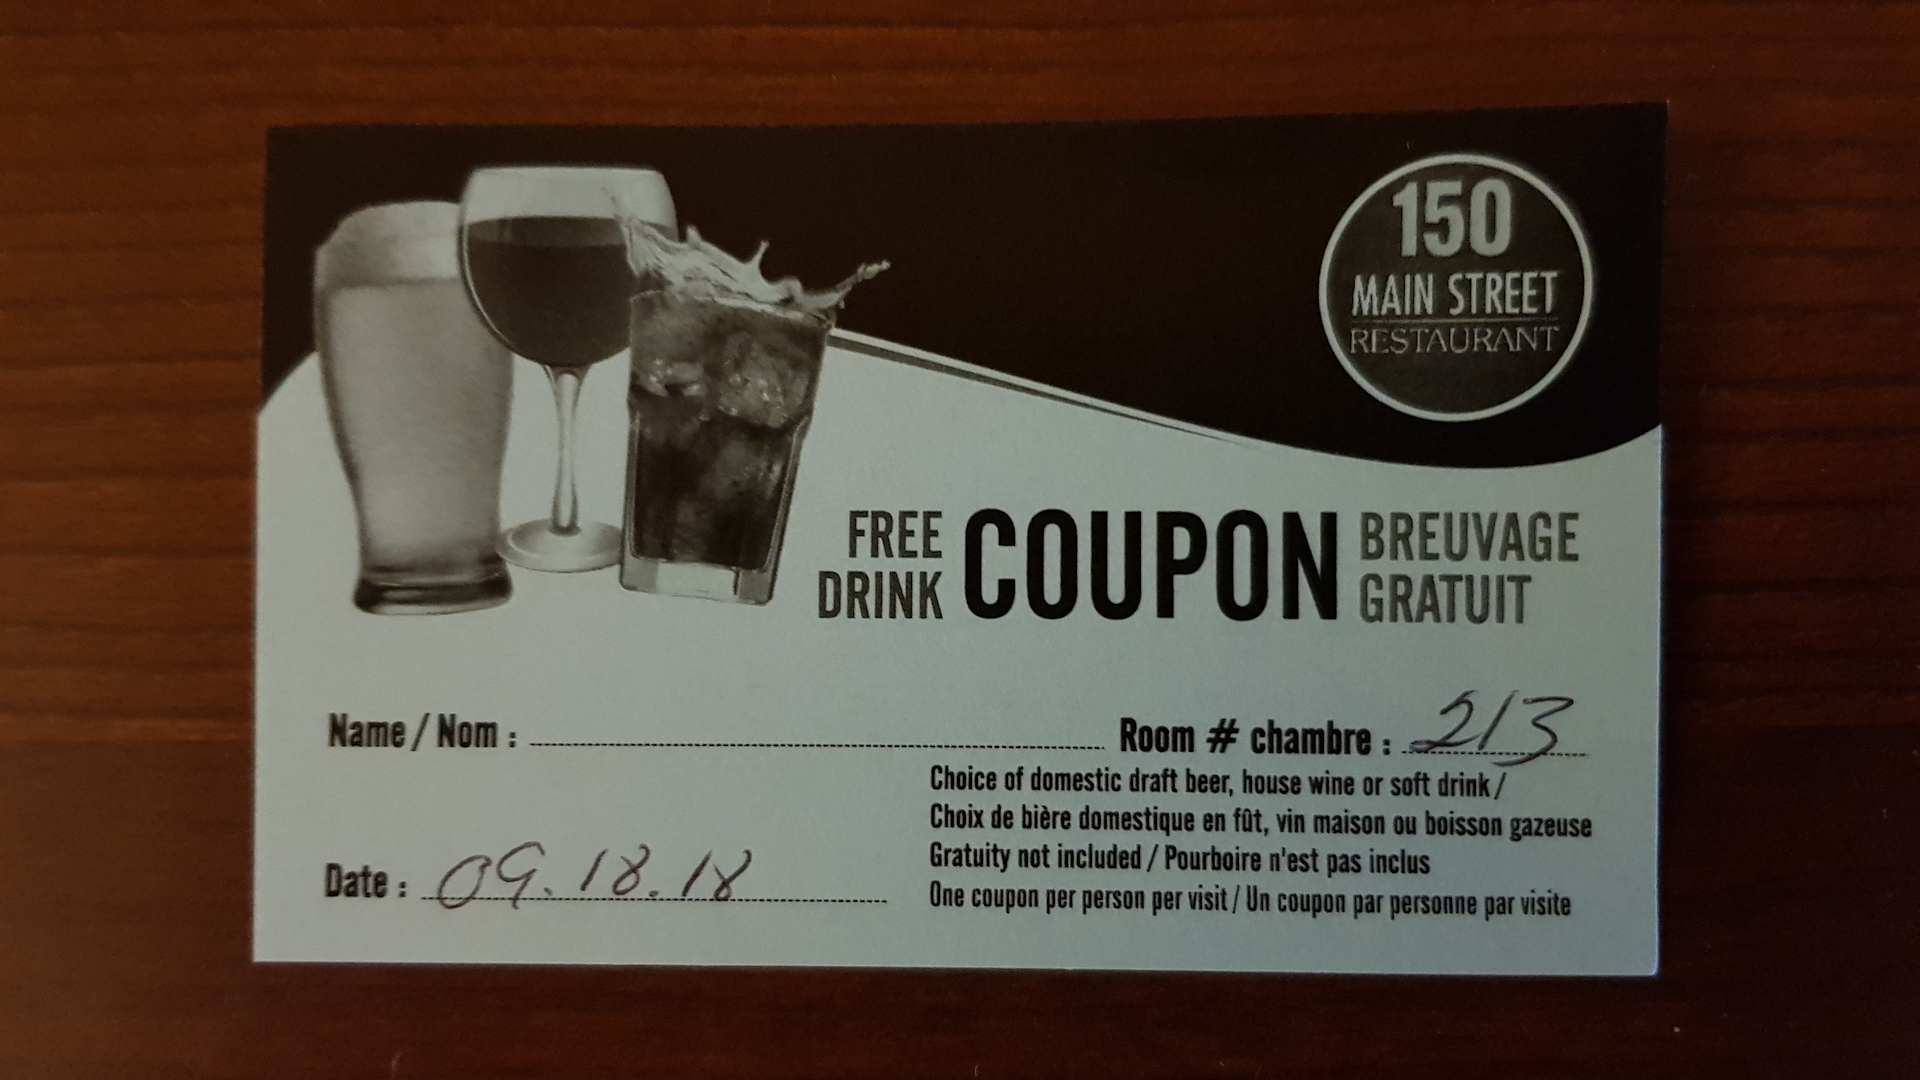 150
MAIN STREET
RESTAURANT
FREE DRINK COUPON BREUVAGE GRATUIT
Name / Nom : Room # chambre : 213
Choice of domestic draft beer, house wine or soft drink /
Choix de bière domestique en fût, vin maison ou boisson gazeuse
Gratuity not included / Pourboire n'est pas inclus
One coupon per person per visit / Un coupon par personne par visite
Date : 09.18.18